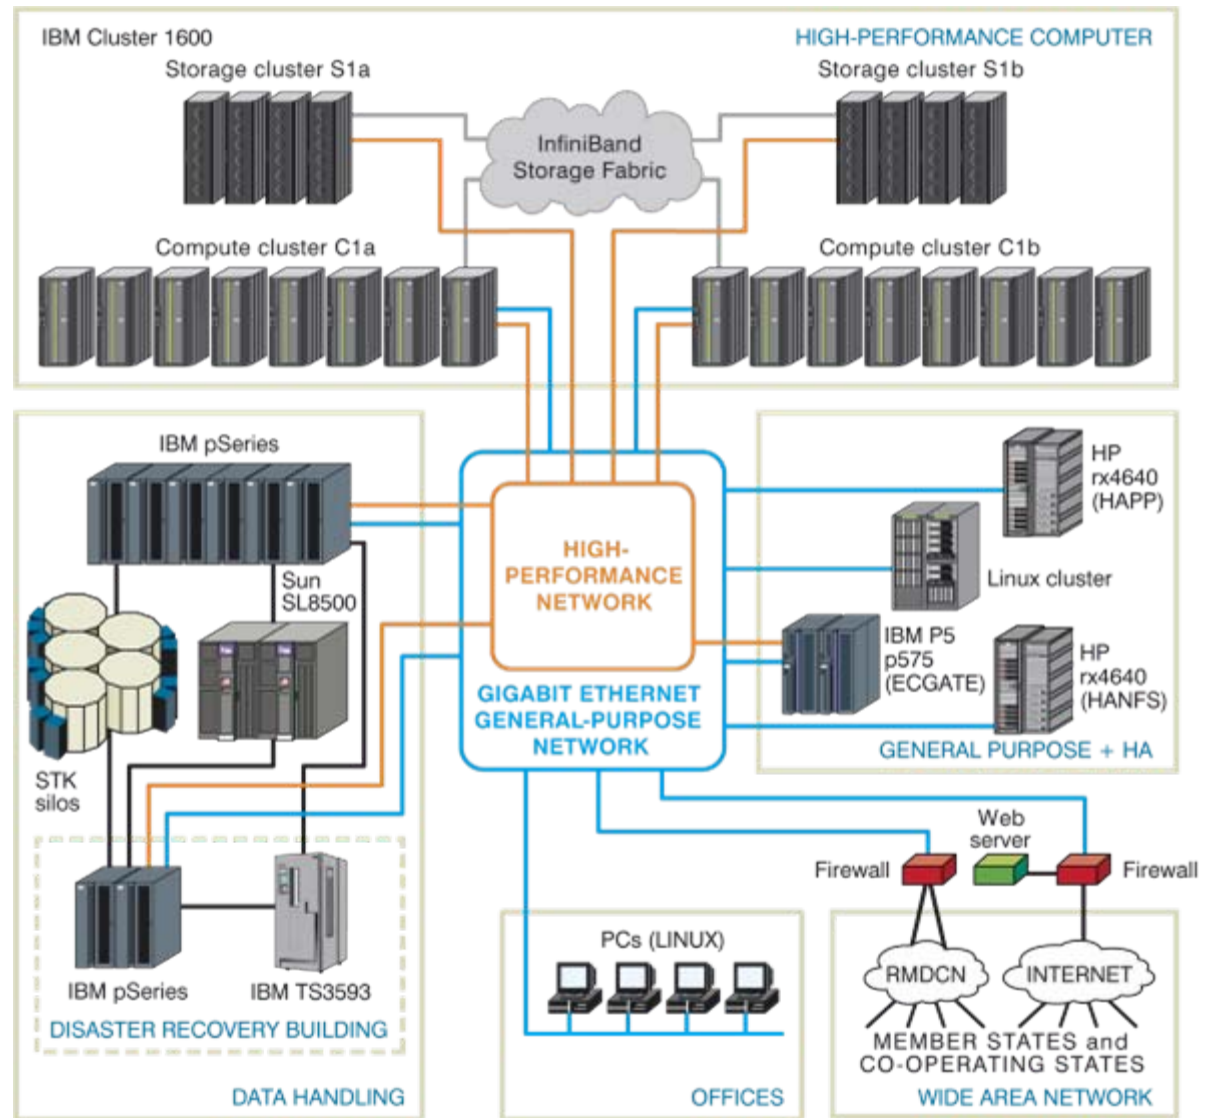 IBM Cluster 1600
HIGH-PERFORMANCE COMPUTER
Storage cluster S1a
Storage cluster S1b
InfiniBand
Storage Fabric
Compute cluster C1a
Compute cluster C1b
IBM pSeries
Sun
SL8500
STK
silos
IBM pSeries
IBM TS3593
DISASTER RECOVERY BUILDING
DATA HANDLING
HIGH-
PERFORMANCE
NETWORK
GIGABIT ETHERNET
GENERAL-PURPOSE
NETWORK
HP
rx4640
(HAPP)
Linux cluster
IBM P5
p575
(ECGATE)
HP
rx4640
(HANFS)
GENERAL PURPOSE + HA
PCs (LINUX)
OFFICES
Firewall
Web
server
Firewall
RMDCN
INTERNET
MEMBER STATES and
CO-OPERATING STATES
WIDE AREA NETWORK